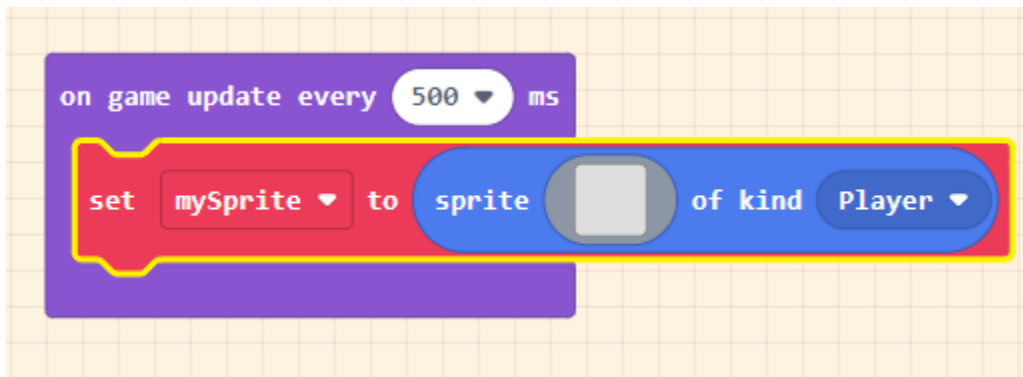 on game update every 500 ms
set mySprite to sprite of kind Player